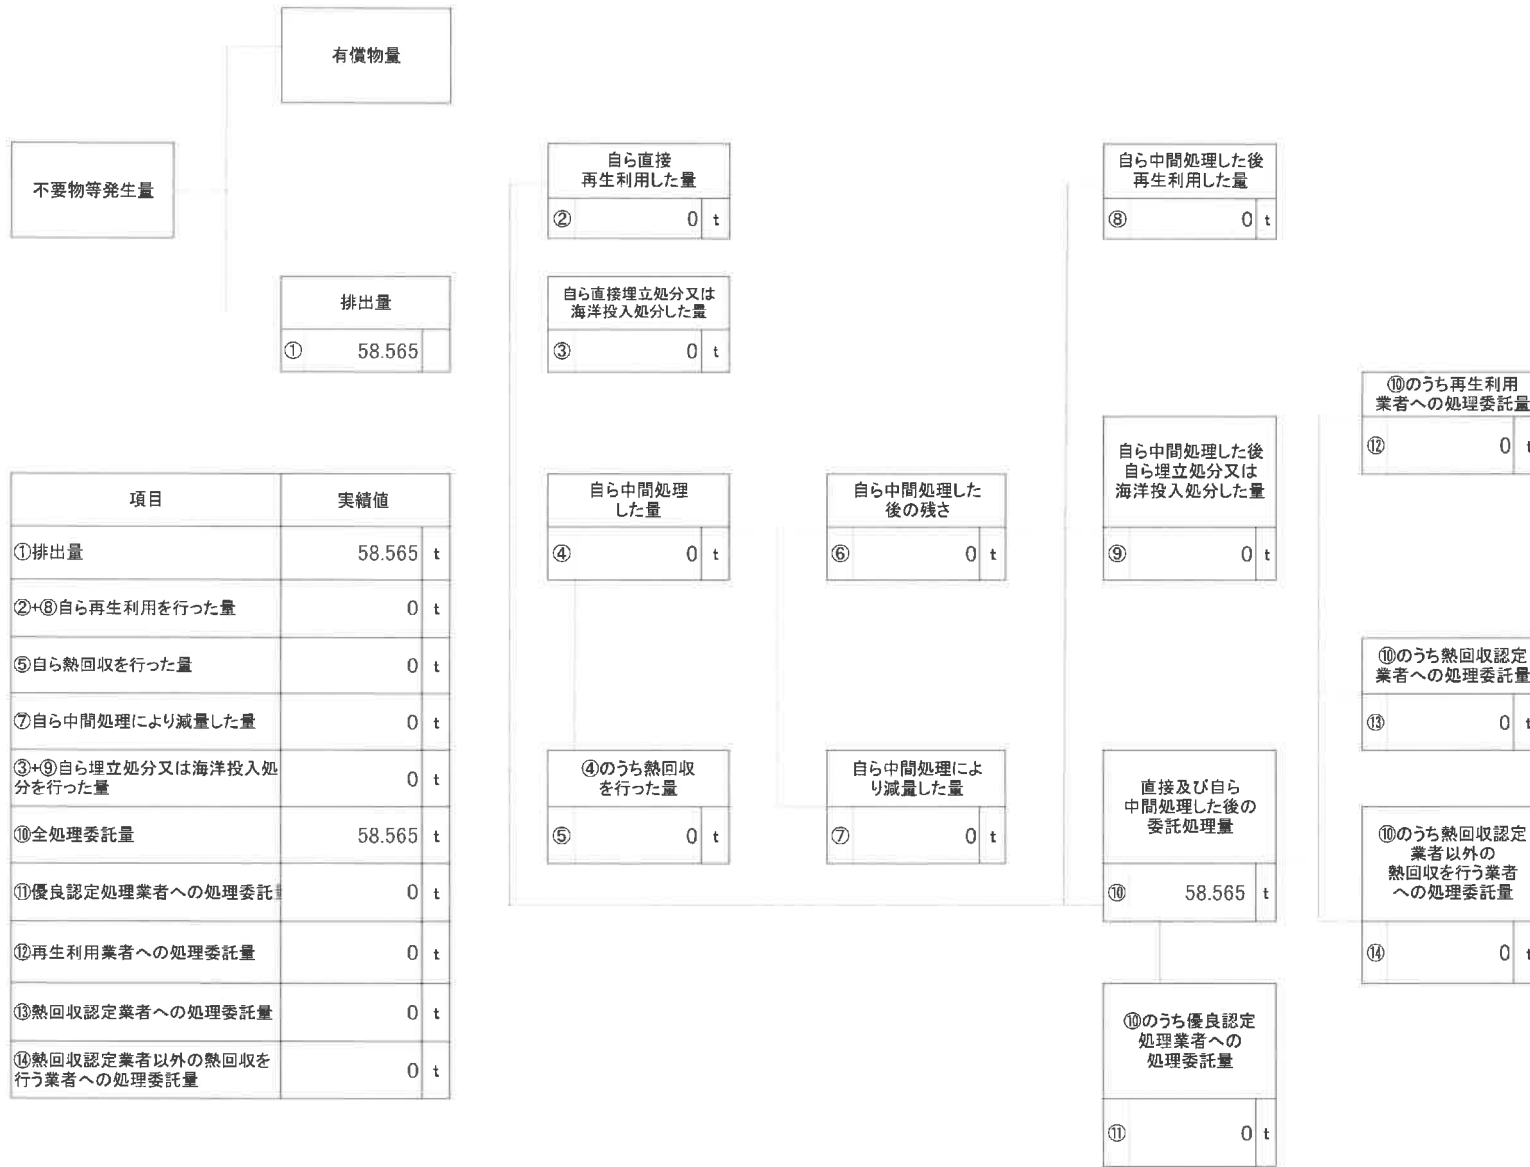 有償物量
不要物等発生量
排出量
① 58.565
自ら直接
再生利用した量
② 0 t
自ら直接埋立処分又は
海洋投入処分した量
③ 0 t
自ら中間処理
した量
④ 0 t
④のうち熱回収
を行った量
⑤ 0 t
自ら中間処理した
後の残さ
⑥ 0 t
自ら中間処理によ
り減量した量
⑦ 0 t
自ら中間処理した後
再生利用した量
⑧ 0 t
自ら中間処理した後
自ら埋立処分又は
海洋投入処分した量
⑨ 0 t
直接及び自ら
中間処理した後の
委託処理量
⑩ 58.565 t
⑩のうち優良認定
処理業者への
処理委託量
⑪ 0 t
⑩のうち再生利用
業者への処理委託量
⑫ 0 t
⑩のうち熱回収認定
業者への処理委託量
⑬ 0 t
⑩のうち熱回収認定
業者以外の
熱回収を行う業者
への処理委託量
⑭ 0 t
項目 実績値
①排出量 58.565 t
②+⑧自ら再生利用を行った量 0 t
⑤自ら熱回収を行った量 0 t
⑦自ら中間処理により減量した量 0 t
③+⑨自ら埋立処分又は海洋投入処
分を行った量 0 t
⑩全処理委託量 58.565 t
⑪優良認定処理業者への処理委託 0 t
⑫再生利用業者への処理委託量 0 t
⑬熱回収認定業者への処理委託量 0 t
⑭熱回収認定業者以外の熱回収を
行う業者への処理委託量 0 t